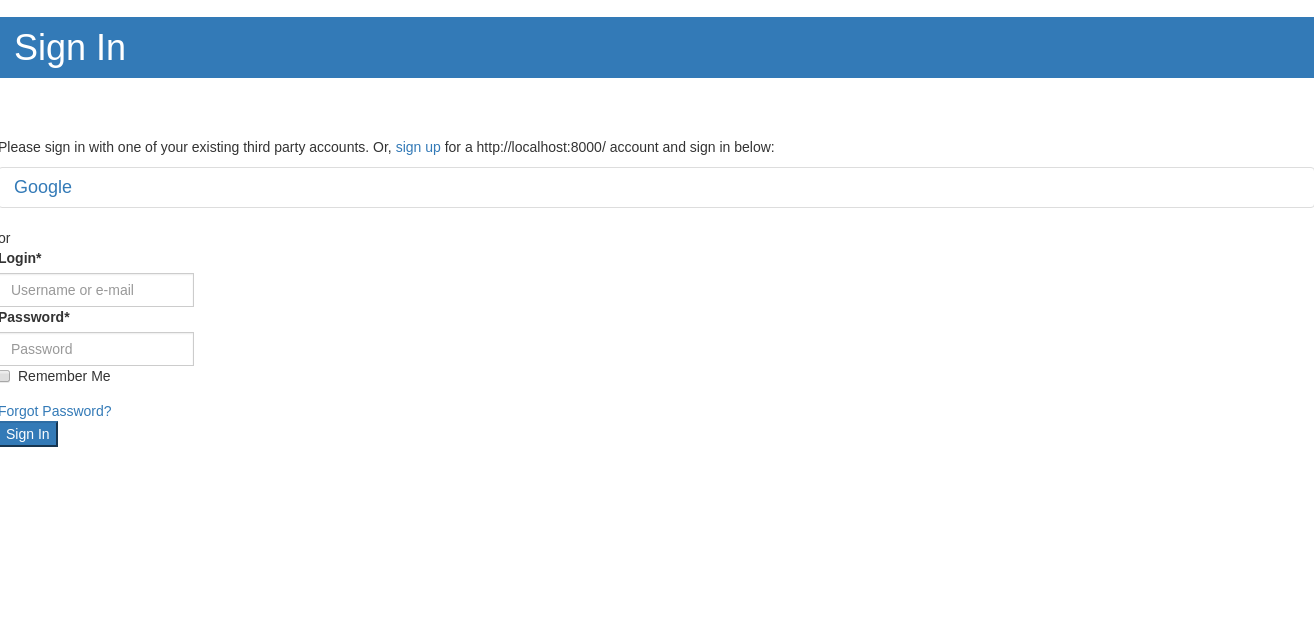 Sign In
Please sign in with one of your existing third party accounts. Or, sign up for a http://localhost:8000/ account and sign in below:
Google
or
Login*
Username or e-mail
Password*
Password
Remember Me
Forgot Password?
Sign In